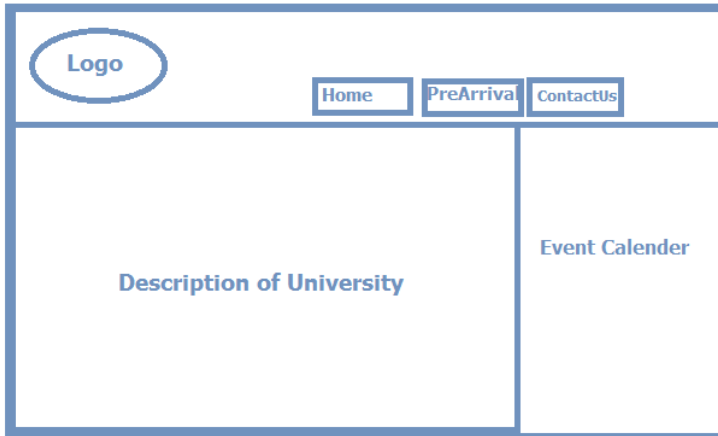 Logo
Home
PreArrival
ContactUs
Event Calender
Description of University